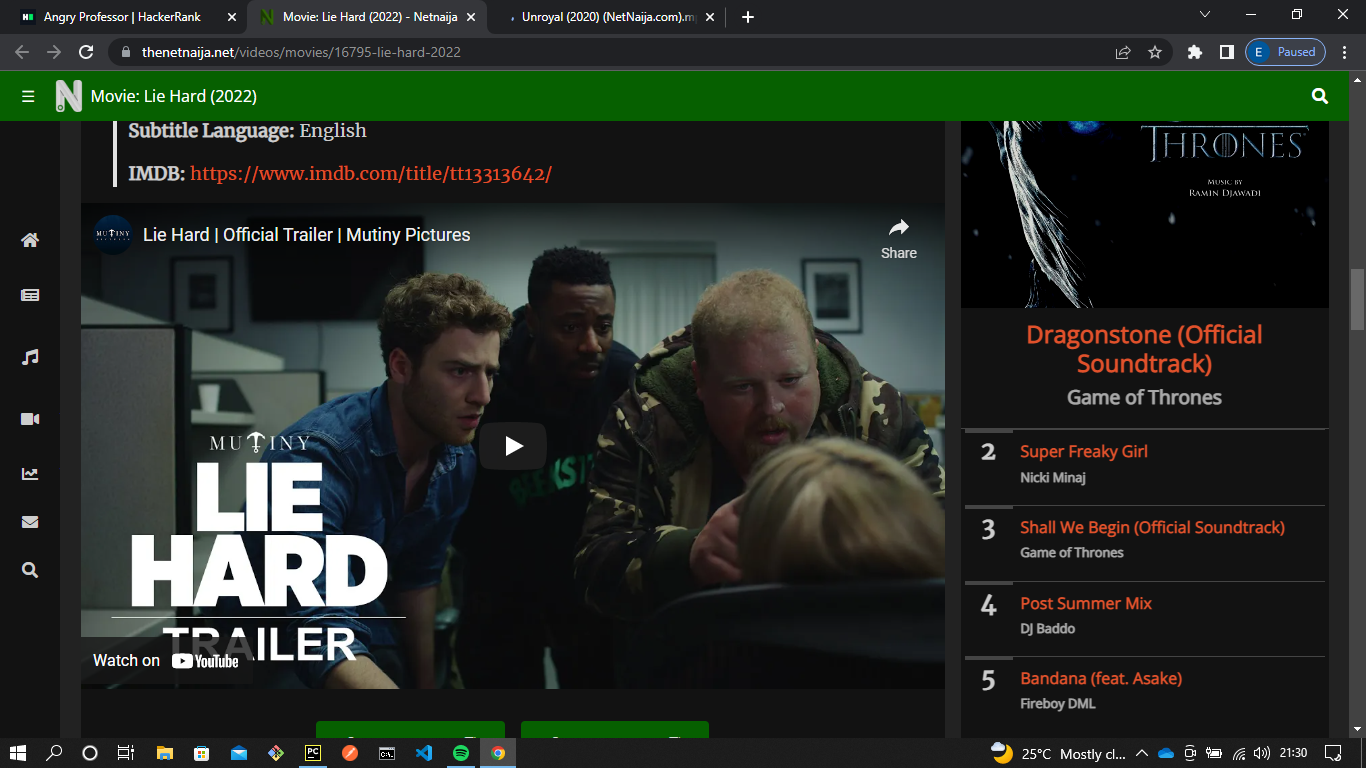 Angry Professor | HackerRank
Movie: Lie Hard (2022) - Netnaija
Unroyal (2020) (NetNaija.com).m
thenetnaija.net/videos/movies/16795-lie-hard-2022
E Paused
N Movie: Lie Hard (2022)
Subtitle Language: English
IMDB: https://www.imdb.com/title/tt13313642/
MUTINY
Lie Hard | Official Trailer | Mutiny Pictures
Share
MUTINY
LIE
HARD
TRAILER
Watch on YouTube
THRONES
MUSIC BY
RAMIN DJAWADI
Dragonstone (Official
Soundtrack)
Game of Thrones
2 Super Freaky Girl
Nicki Minaj
3 Shall We Begin (Official Soundtrack)
Game of Thrones
4 Post Summer Mix
DJ Baddo
5 Bandana (feat. Asake)
Fireboy DML
PC
25°C Mostly cl... 21:30